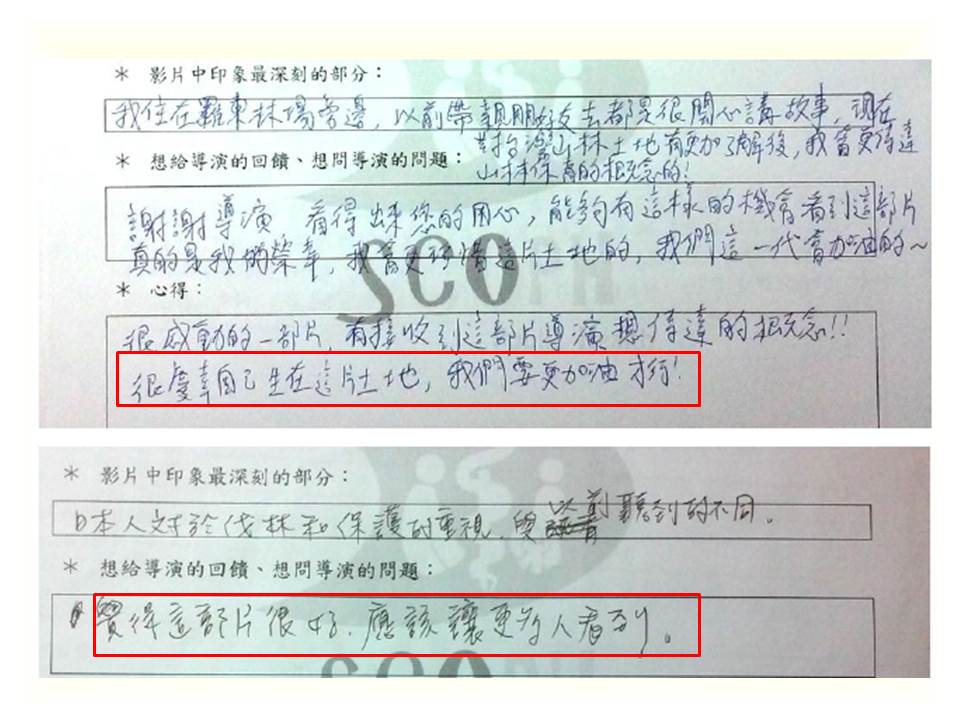 * 影片中印象最深刻的部分：
我住在羅東林場旁邊，以前帶親朋好友去都是很開心講故事，現在
對台灣山林土地有更加了解後，我會更傳達
山林保育的概念的！
* 想給導演的回饋、想問導演的問題：
謝謝導演 看得出來您的用心，能夠有這樣的機會看到這部片
真的是我們榮幸，我會更珍惜這片土地的，我們這一代會加油的～
* 心得：
很感動的一部片，有接收到這部片導演想傳達的概念!!
很慶幸自己生在這片土地，我們要更加油才行！
* 影片中印象最深刻的部分：
日本人對於伐林和保護的重視，與以前聽到的不同。
* 想給導演的回饋、想問導演的問題：
覺得這部片很好，應該讓更多人看到。
SCO